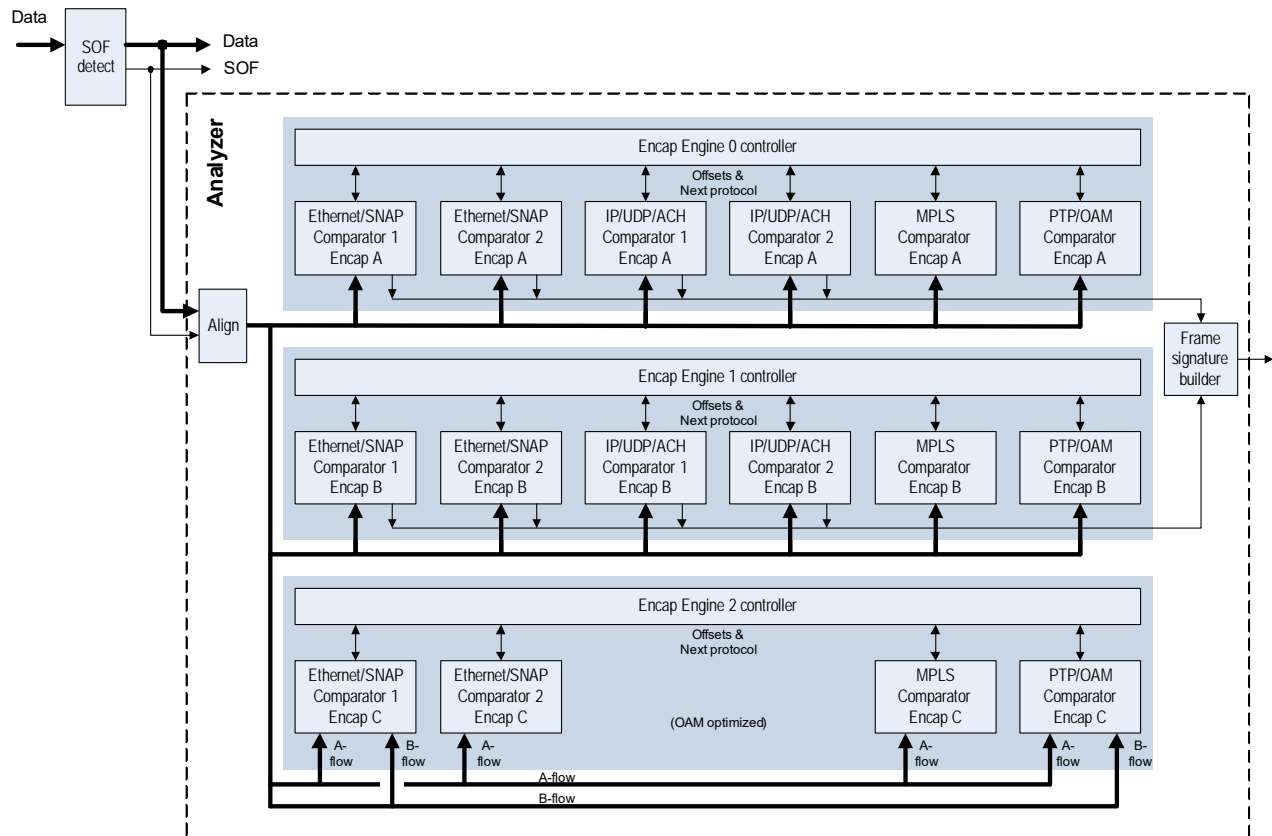 Data
SOF
detect
Data
SOF
Analyzer
Encap Engine 0 controller
Offsets &
Next protocol
Ethernet/SNAP
Comparator 1
Encap A
Ethernet/SNAP
Comparator 2
Encap A
IP/UDP/ACH
Comparator 1
Encap A
IP/UDP/ACH
Comparator 2
Encap A
MPLS
Comparator
Encap A
PTP/OAM
Comparator
Encap A
Align
Frame
signature
builder
Encap Engine 1 controller
Offsets &
Next protocol
Ethernet/SNAP
Comparator 1
Encap B
Ethernet/SNAP
Comparator 2
Encap B
IP/UDP/ACH
Comparator 1
Encap B
IP/UDP/ACH
Comparator 2
Encap B
MPLS
Comparator
Encap B
PTP/OAM
Comparator
Encap B
Encap Engine 2 controller
Offsets &
Next protocol
Ethernet/SNAP
Comparator 1
Encap C
Ethernet/SNAP
Comparator 2
Encap C
(OAM optimized)
MPLS
Comparator
Encap C
PTP/OAM
Comparator
Encap C
A-
flow
B-
flow
A-
flow
A-
flow
A-
flow
B-
flow
A-flow
B-flow